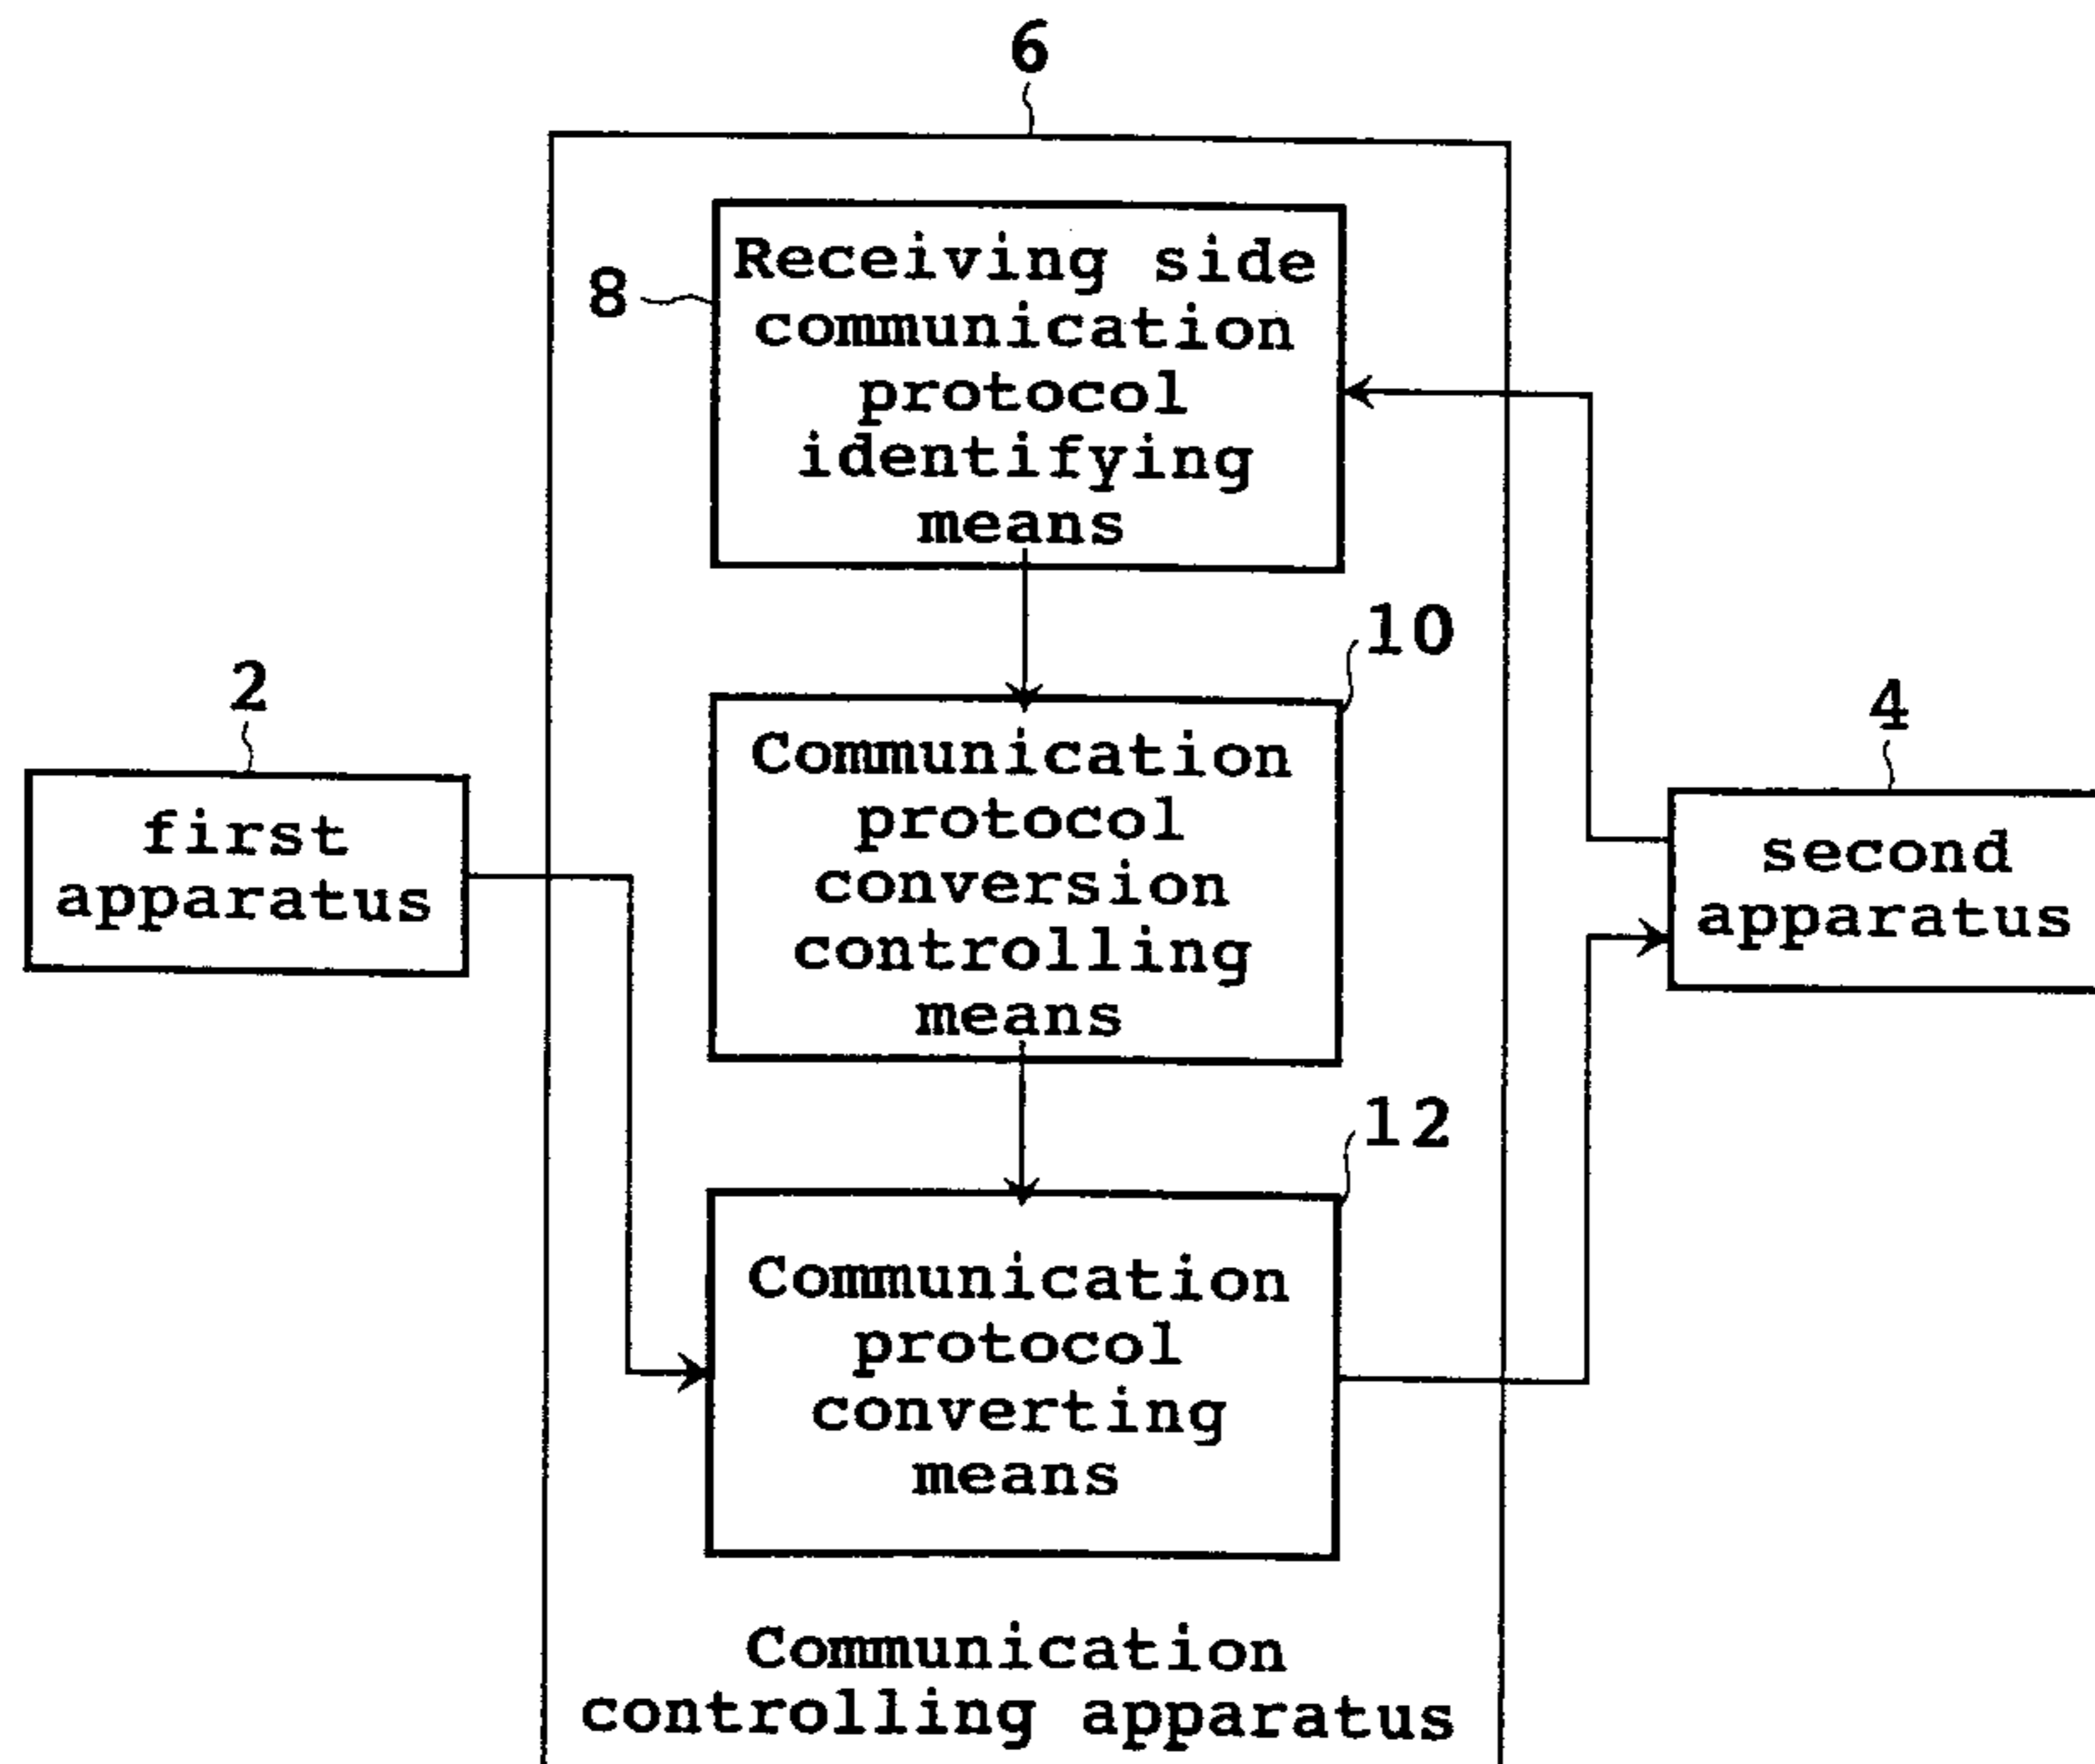 6
8
Receiving side
communication
protocol
identifying
means
10
2
first
apparatus
Communication
protocol
conversion
controlling
means
4
second
apparatus
12
Communication
protocol
converting
means
Communication
controlling apparatus